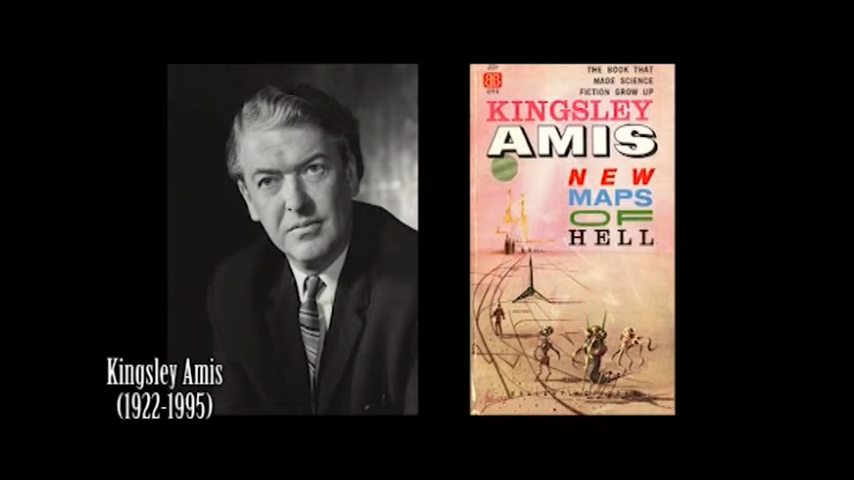 THE BOOK THAT
MADE SCIENCE
FICTION GROW UP
KINGSLEY
AMIS
NEW
MAPS
OF
HELL
Kingsley Amis
(1922-1995)